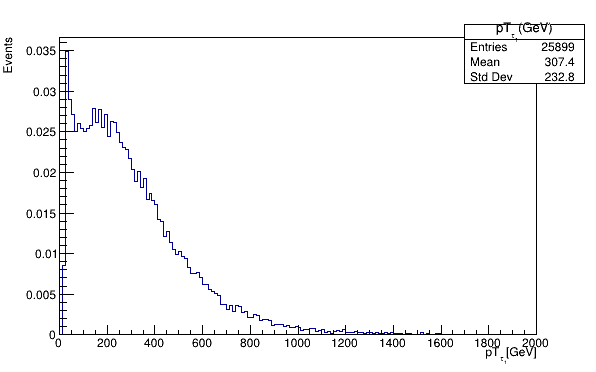 pT_τ_1 (GeV)
Entries 25899
Mean 307.4
Std Dev 232.8
Events
0.035
0.03
0.025
0.02
0.015
0.01
0.005
0
0 200 400 600 800 1000 1200 1400 1600 1800 2000
pT_τ_1 [GeV]